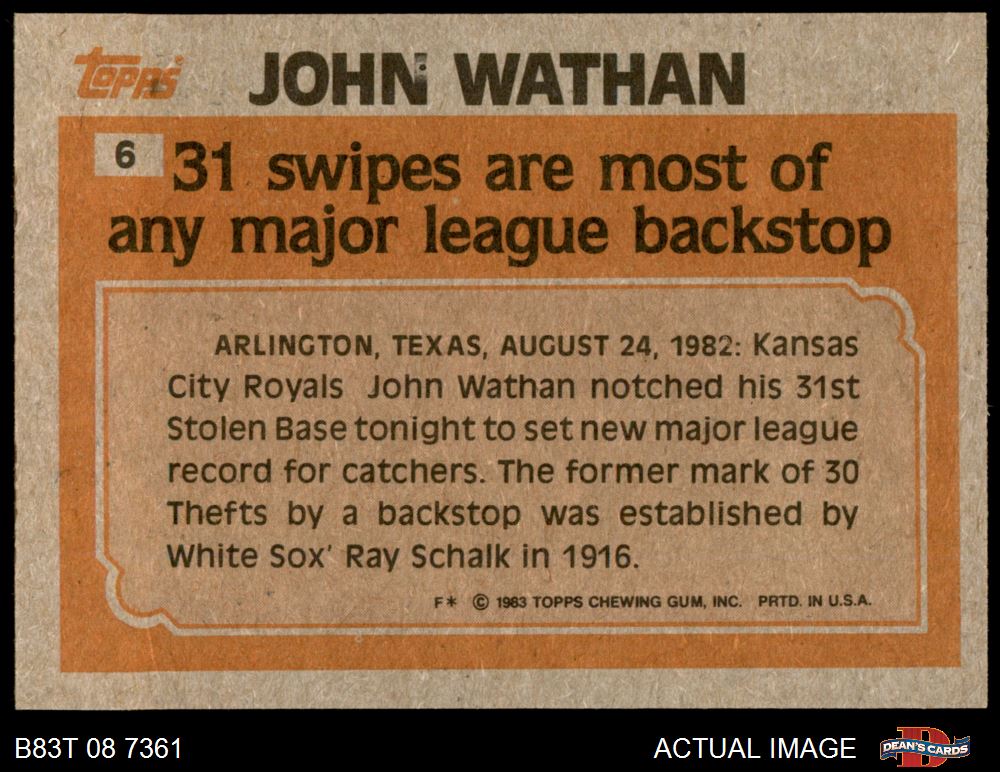 Topps JOHN WATHAN
6 31 swipes are most of
any major league backstop
ARLINGTON, TEXAS, AUGUST 24, 1982: Kansas
City Royals John Wathan notched his 31st
Stolen Base tonight to set new major league
record for catchers. The former mark of 30
Thefts by a backstop was established by
White Sox' Ray Schalk in 1916.
F* © 1983 TOPPS CHEWING GUM, INC. PRTD. IN U.S.A.
B83T 08 7361 ACTUAL IMAGE D DEAN'S CARDS